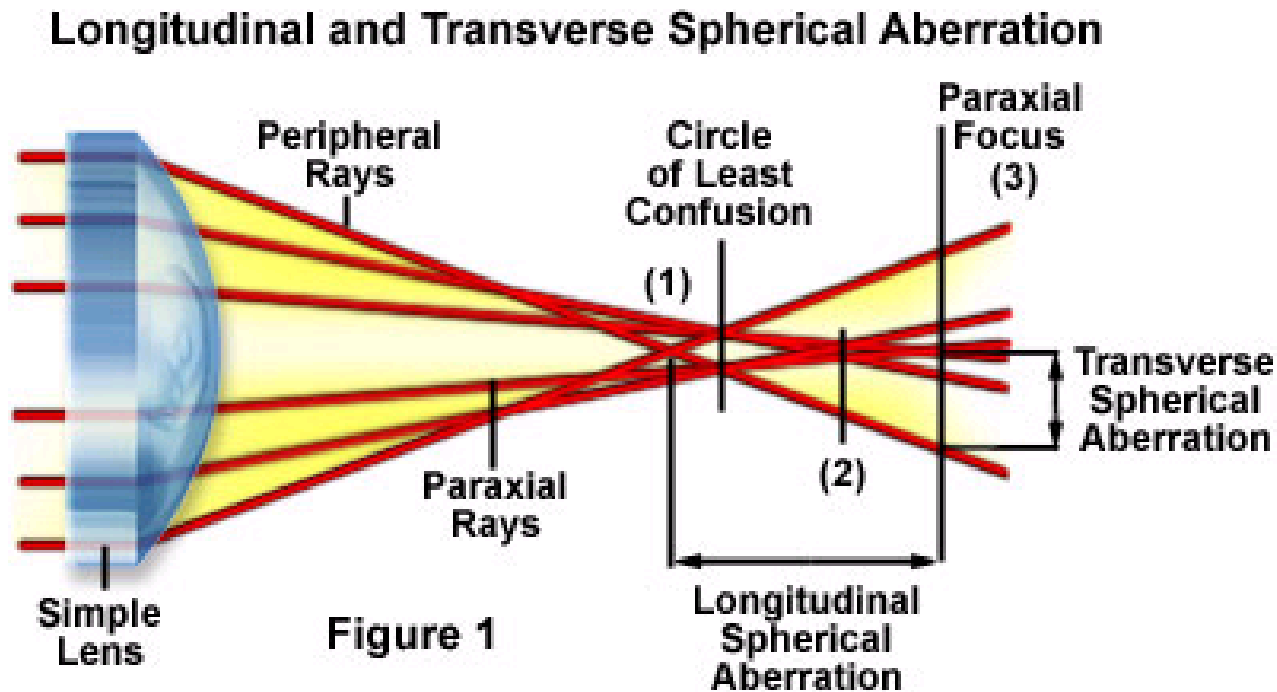 Longitudinal and Transverse Spherical Aberration
Peripheral
Rays
Circle
of Least
Confusion
Paraxial
Focus
(3)
(1)
Transverse
Spherical
Aberration
(2)
Paraxial
Rays
Simple
Lens
Figure 1
Longitudinal
Spherical
Aberration